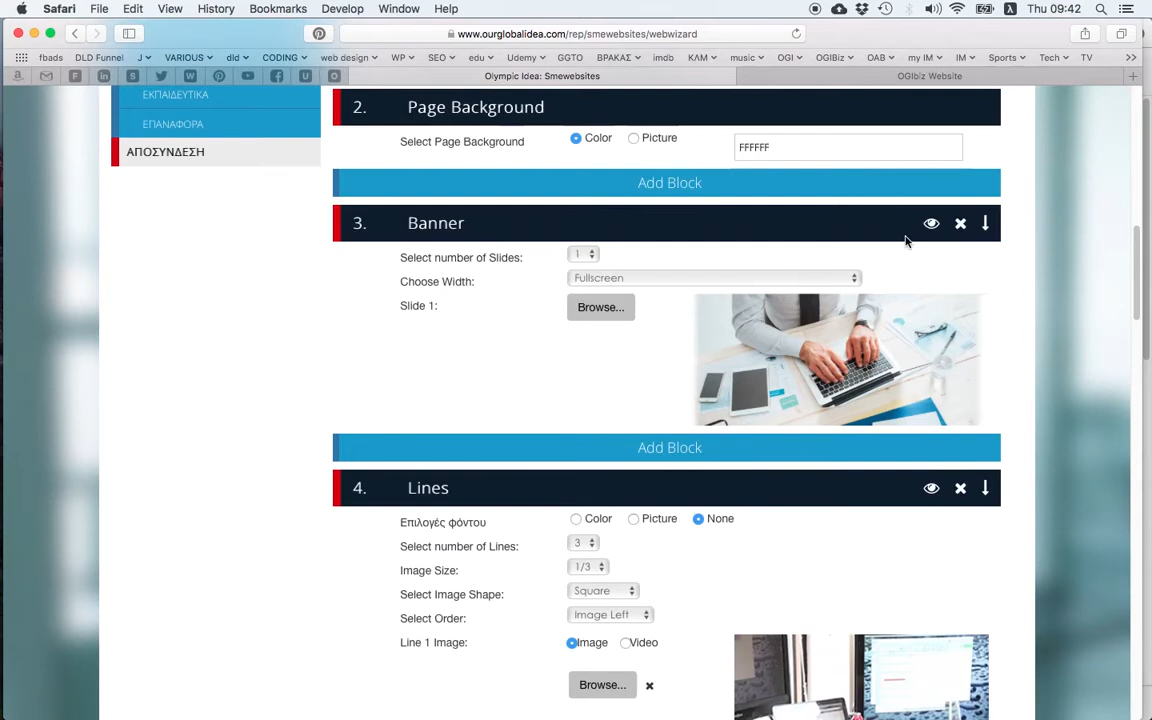 Safari File Edit View History Bookmarks Develop Window Help Thu 09:42
www.ourglobalidea.com/rep/smewebsites/webwizard
fbads DLD Funnel J VARIOUS dld CODING web design WP SEO edu Udemy GGTO ΒΡΑΚΑΣ imdb ΚΛΜ music OGI OGIBiz OAB my IM IM Sports Tech TV
Olympic Idea: Smewebsites OGIbiz Website
ΕΚΠΑΙΔΕΥΤΙΚΑ
ΕΠΑΝΑΦΟΡΑ
ΑΠΟΣΥΝΔΕΣΗ
2. Page Background
Select Page Background Color Picture FFFFFF
Add Block
3. Banner
Select number of Slides: 1
Choose Width: Fullscreen
Slide 1: Browse...
Add Block
4. Lines
Επιλογές φόντου Color Picture None
Select number of Lines: 3
Image Size: 1/3
Select Image Shape: Square
Select Order: Image Left
Line 1 Image: Image Video
Browse...